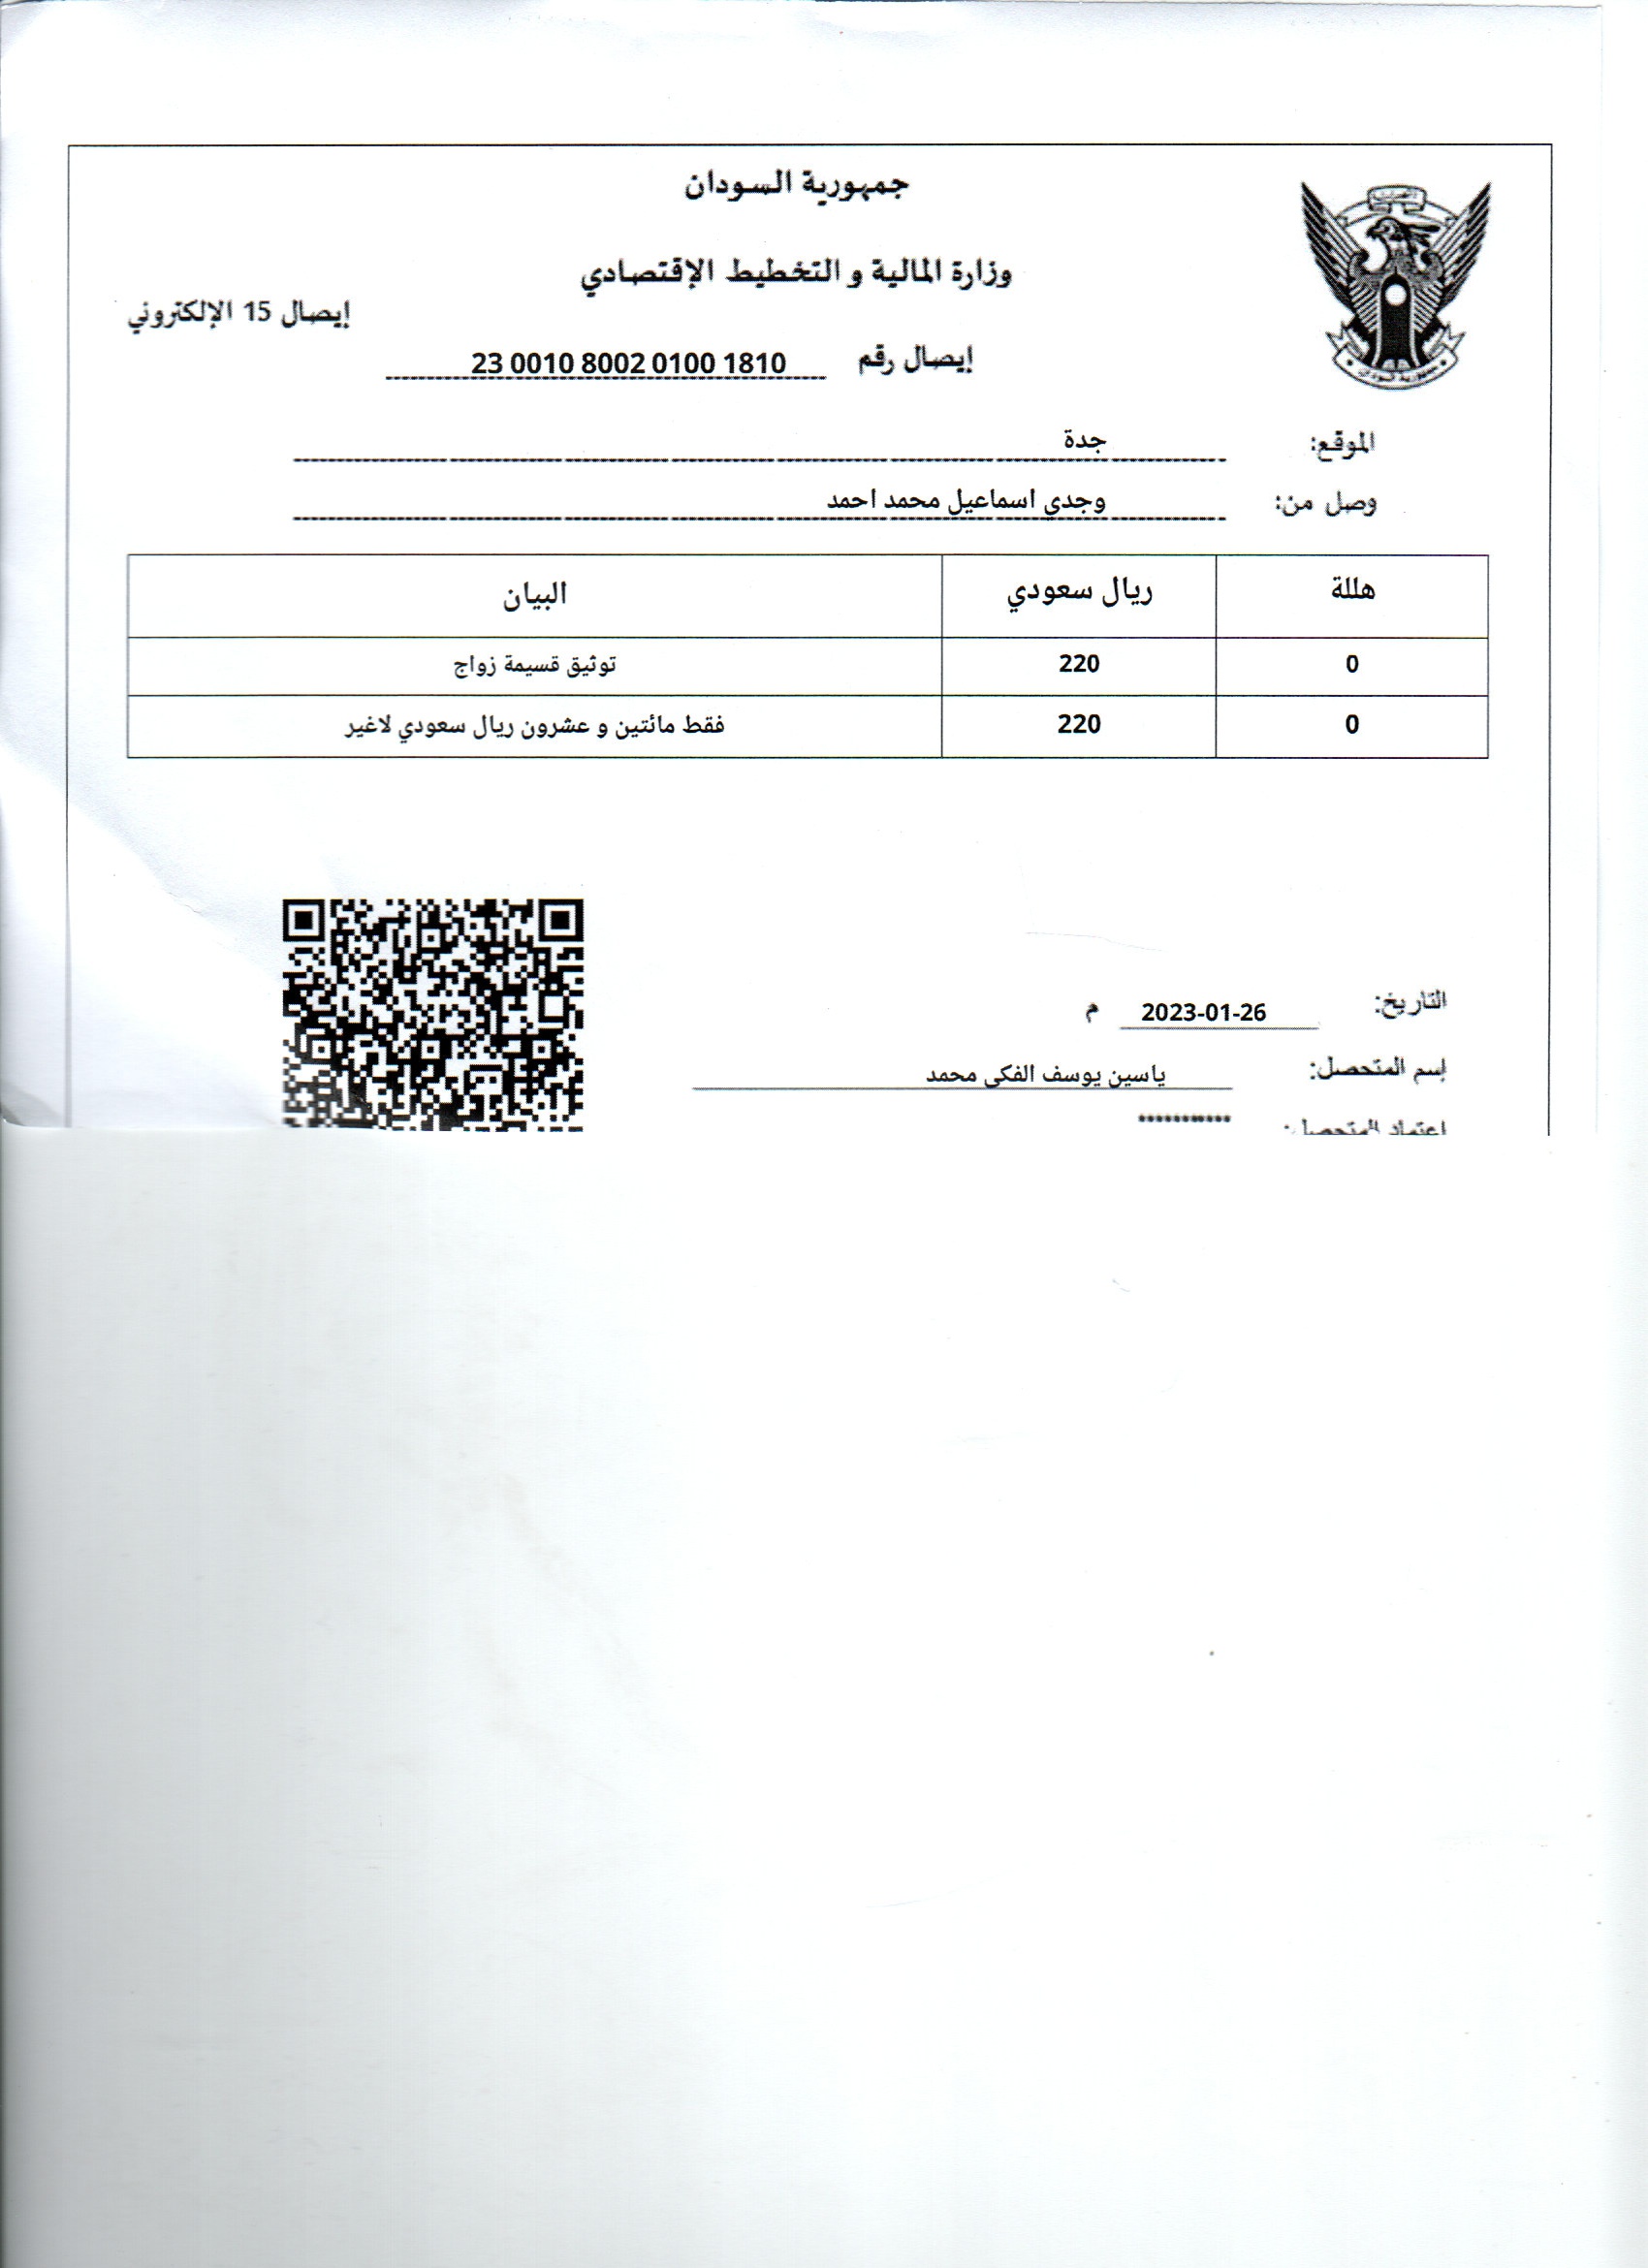 جمهورية السودان
وزارة المالية و التخطيط الإقتصادي
إيصال 15 الإلكتروني
إيصال رقم 23 0010 8002 0100 1810
الموقع: جدة
وصل من: وجدي اسماعيل محمد احمد
هللة ريال سعودي البيان
0 220 توثيق قسيمة زواج
0 220 فقط مائتين و عشرون ريال سعودي لاغير
التاريخ: 2023-01-26 م
إسم المتحصل: ياسين يوسف الفكي محمد
اعتماد المتحصل: ***********